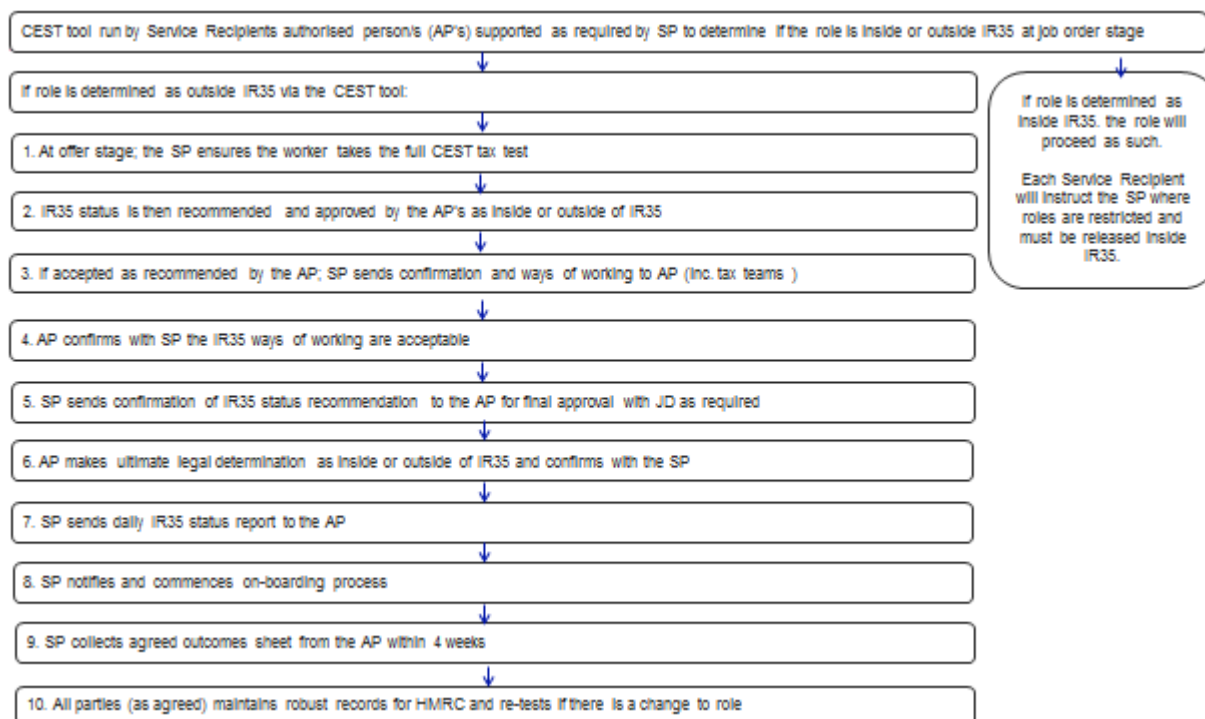 CEST tool run by Service Recipients authorised person/s (AP's) supported as required by SP to determine if the role is inside or outside IR35 at job order stage
If role is determined as outside IR35 via the CEST tool:
1. At offer stage; the SP ensures the worker takes the full CEST tax test
2. IR35 status is then recommended and approved by the AP's as inside or outside of IR35
3. If accepted as recommended by the AP; SP sends confirmation and ways of working to AP (inc. tax teams )
4. AP confirms with SP the IR35 ways of working are acceptable
5. SP sends confirmation of IR35 status recommendation to the AP for final approval with JD as required
6. AP makes ultimate legal determination as inside or outside of IR35 and confirms with the SP
7. SP sends daily IR35 status report to the AP
8. SP notifies and commences on-boarding process
9. SP collects agreed outcomes sheet from the AP within 4 weeks
10. All parties (as agreed) maintains robust records for HMRC and re-tests if there is a change to role
If role is determined as
inside IR35. the role will
proceed as such.
Each Service Recipient
will instruct the SP where
roles are restricted and
must be released inside
IR35.